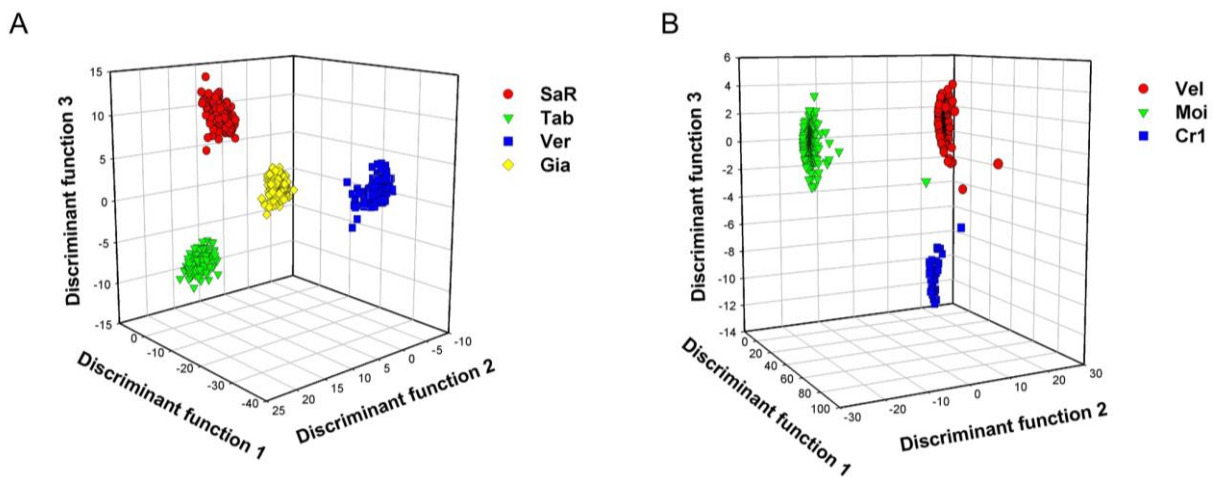 A
15
10
5
0
-5
-10
-15
Discriminant function 3
0
-10
-20
-30
-40
Discriminant function 1
25
20
15
10
5
0
-5
-10
Discriminant function 2
SaR
Tab
Ver
Gia
B
6
4
2
0
-2
-4
-6
-8
-10
-12
-14
Discriminant function 3
0
20
40
60
80
100
Discriminant function 1
-30
-20
-10
0
10
20
30
Discriminant function 2
Vel
Moi
Cr1